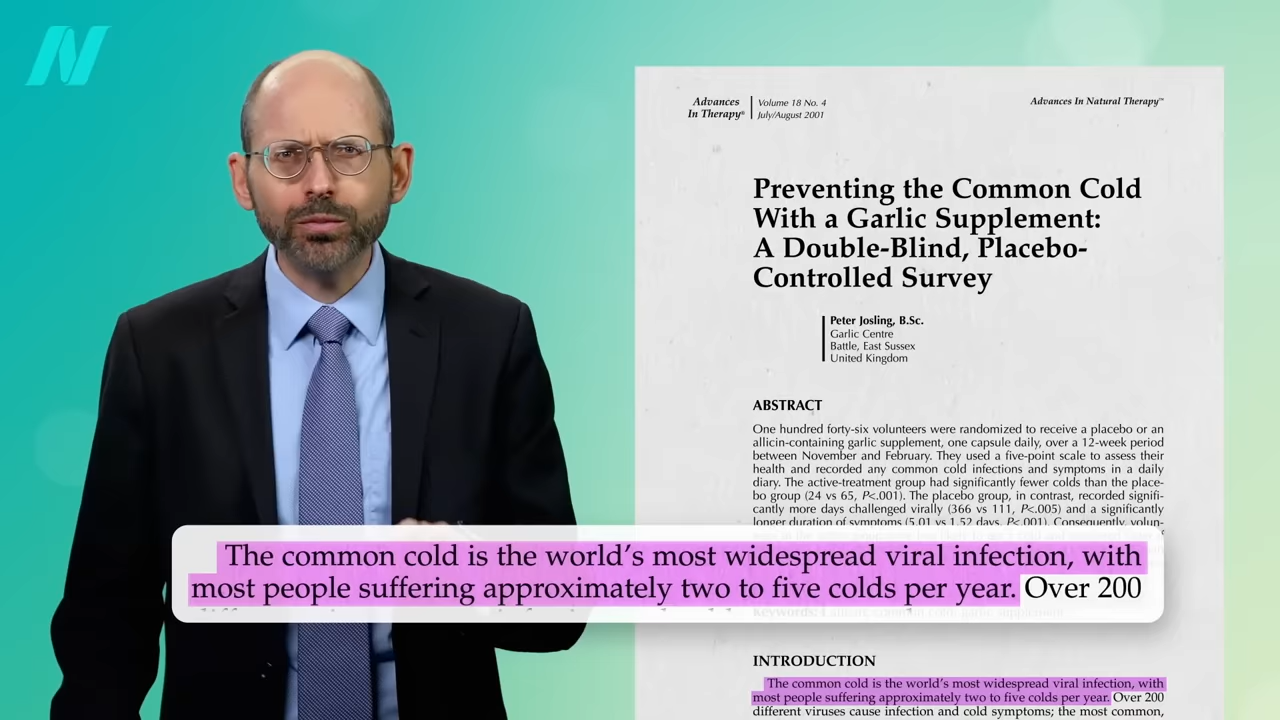 Advances
In Therapy®
Volume 18 No. 4
July/August 2001
Advances In Natural Therapy™
Preventing the Common Cold
With a Garlic Supplement:
A Double-Blind, Placebo-
Controlled Survey
Peter Josling, B.Sc.
Garlic Centre
Battle, East Sussex
United Kingdom
ABSTRACT
One hundred forty-six volunteers were randomized to receive a placebo or an
allicin-containing garlic supplement, one capsule daily, over a 12-week period
between November and February. They used a five-point scale to assess their
health and recorded any common cold infections and symptoms in a daily
diary. The active-treatment group had significantly fewer colds than the place-
bo group (24 vs 65, P<.001). The placebo group, in contrast, recorded signifi-
cantly more days challenged virally (366 vs 111, P<.005) and a significantly
longer duration of symptoms (5.01 vs 1.52 days, P<.001). Consequently, volun-
The common cold is the world's most widespread viral infection, with
most people suffering approximately two to five colds per year. Over 200
INTRODUCTION
The common cold is the world's most widespread viral infection, with
most people suffering approximately two to five colds per year. Over 200
different viruses cause infection and cold symptoms; the most common,